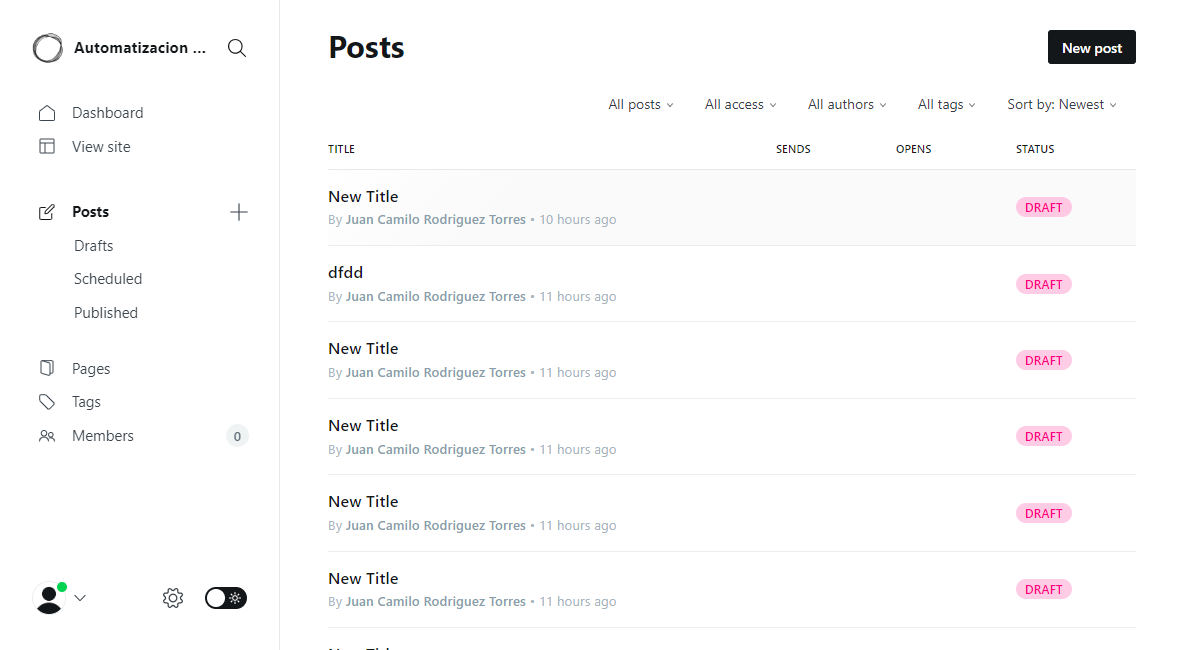 Automatizacion ...
Dashboard
View site
Posts
Drafts
Scheduled
Published
Pages
Tags
Members
0
Posts
New post
All posts
All access
All authors
All tags
Sort by: Newest
TITLE
SENDS
OPENS
STATUS
New Title
By Juan Camilo Rodriguez Torres • 10 hours ago
DRAFT
dfdd
By Juan Camilo Rodriguez Torres • 11 hours ago
DRAFT
New Title
By Juan Camilo Rodriguez Torres • 11 hours ago
DRAFT
New Title
By Juan Camilo Rodriguez Torres • 11 hours ago
DRAFT
New Title
By Juan Camilo Rodriguez Torres • 11 hours ago
DRAFT
New Title
By Juan Camilo Rodriguez Torres • 11 hours ago
DRAFT